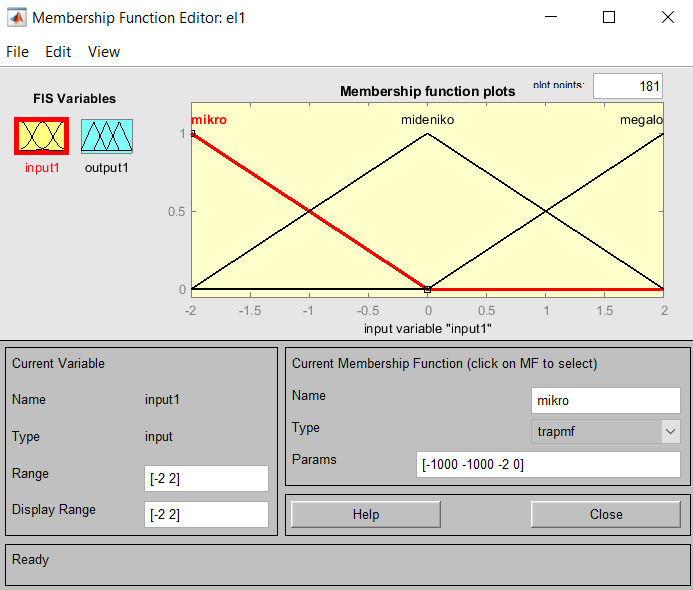 Membership Function Editor: el1
File Edit View
FIS Variables
input1
output1
Membership function plots
plot points:
181
mikro
mideniko
megalo
1
0.5
0
-2 -1.5 -1 -0.5 0 0.5 1 1.5 2
input variable "input1"
Current Variable
Name input1
Type input
Range [-2 2]
Display Range [-2 2]
Current Membership Function (click on MF to select)
Name mikro
Type trapmf
Params [-1000 -1000 -2 0]
Help Close
Ready